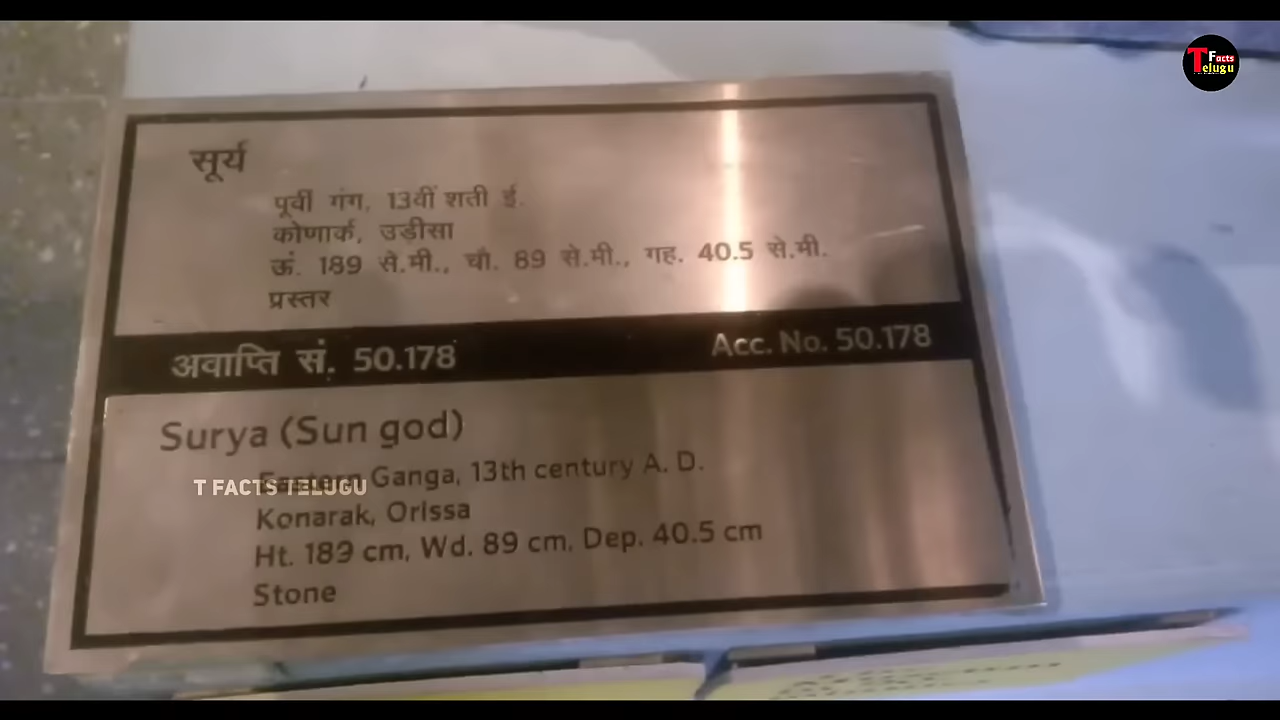 T Facts
Telugu
सूर्य
पूर्वी गंग, 13वीं शती ई.
कोणार्क, उड़ीसा
ऊं. 189 से.मी., चौ. 89 से.मी., गह. 40.5 से.मी.
प्रस्तर
अवाप्ति सं. 50.178 Acc. No. 50.178
Surya (Sun god)
Eastern Ganga, 13th century A. D.
T FACTS TELUGU
Konarak, Orissa
Ht. 189 cm, Wd. 89 cm, Dep. 40.5 cm
Stone